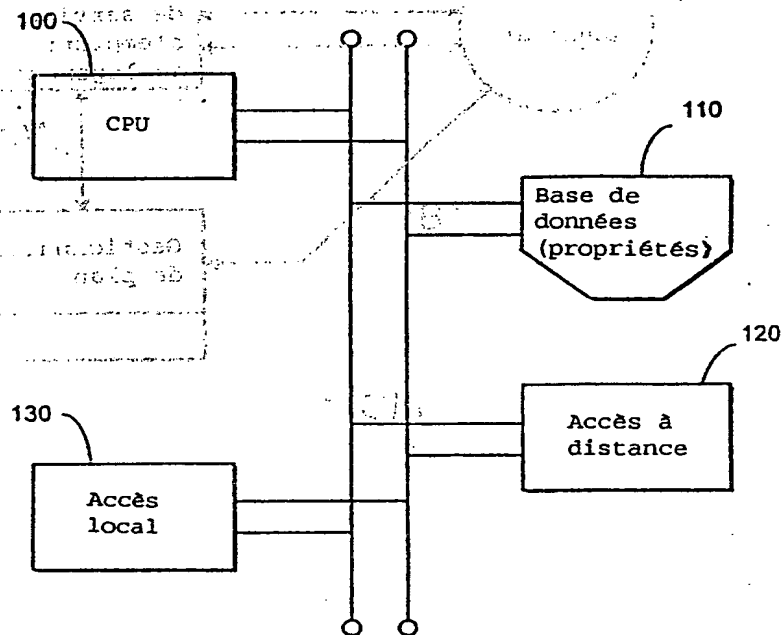 100
CPU
110
Base de
données
(propriétés)
120
Accès à
distance
130
Accès
local